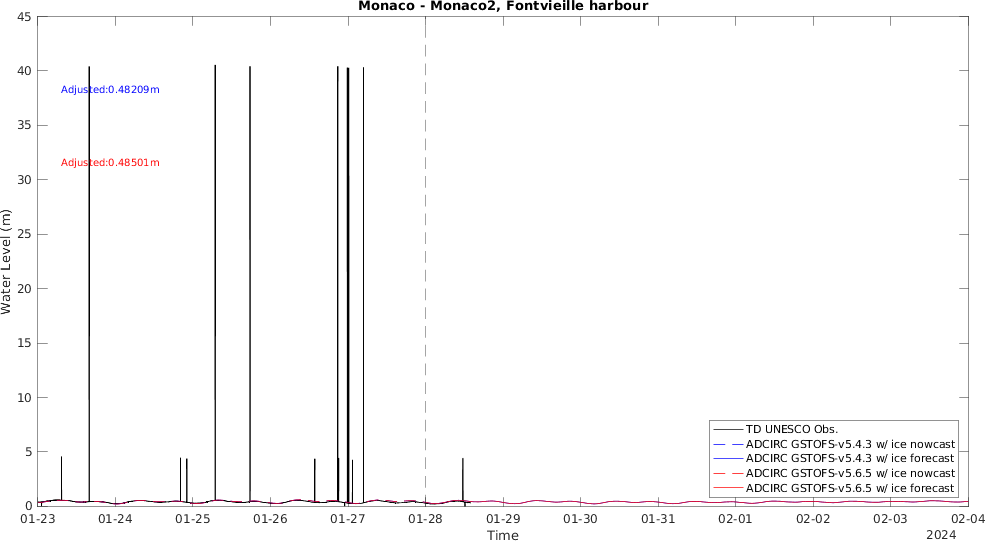 Monaco - Monaco2, Fontvieille harbour
45
40
35
30
25
20
15
10
5
0
Water Level (m)
Adjusted:0.48209m
Adjusted:0.48501m
TD UNESCO Obs.
ADCIRC GSTOFS-v5.4.3 w/ ice nowcast
ADCIRC GSTOFS-v5.4.3 w/ ice forecast
ADCIRC GSTOFS-v5.6.5 w/ ice nowcast
ADCIRC GSTOFS-v5.6.5 w/ ice forecast
01-23 01-24 01-25 01-26 01-27 01-28 01-29 01-30 01-31 02-01 02-02 02-03 02-04
Time
2024